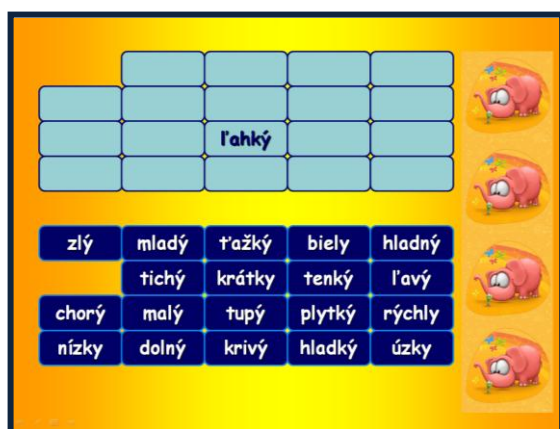 ľahký
zlý mladý ťažký biely hladný
tichý krátky tenký ľavý
chorý malý tupý plytký rýchly
nízky dolný krivý hladký úzky